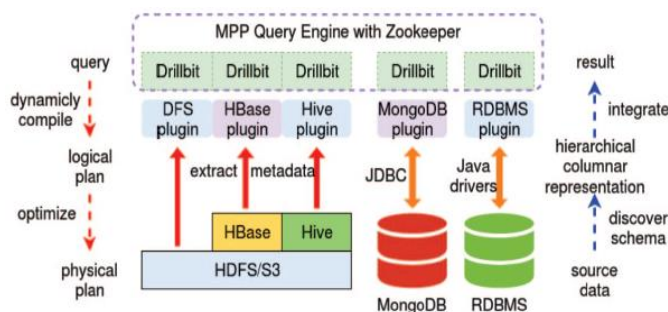 MPP Query Engine with Zookeeper
query
Drillbit
Drillbit
Drillbit
Drillbit
Drillbit
result
dynamicly
compile
DFS
plugin
HBase
plugin
Hive
plugin
MongoDB
plugin
RDBMS
plugin
integrate
logical
plan
extract
metadata
JDBC
Java
drivers
hierarchical
columnar
representation
optimize
HBase
Hive
discover
schema
physical
plan
HDFS/S3
MongoDB
RDBMS
source
data